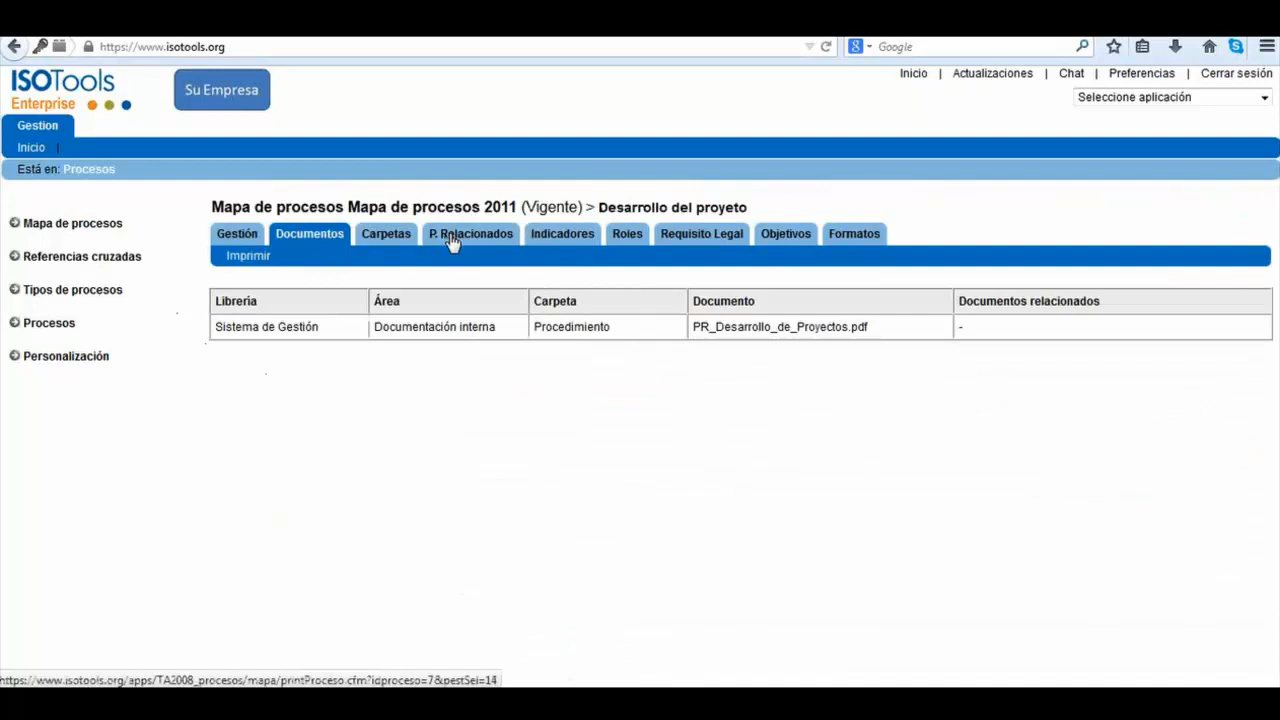 https://www.isotools.org
Google
ISOTools
Enterprise
Su Empresa
Inicio | Actualizaciones | Chat | Preferencias | Cerrar sesión
Seleccione aplicación
Gestion
Inicio |
Está en: Procesos
Mapa de procesos
Referencias cruzadas
Tipos de procesos
Procesos
Personalización
Mapa de procesos Mapa de procesos 2011 (Vigente) > Desarrollo del proyeto
Gestión Documentos Carpetas P. Relacionados Indicadores Roles Requisito Legal Objetivos Formatos
Imprimir
Librería Área Carpeta Documento Documentos relacionados
Sistema de Gestión Documentación interna Procedimiento PR_Desarrollo_de_Proyectos.pdf -
https://www.isotools.org/apps/TA2008_procesos/mapa/printProceso.cfm?idproceso=7&pestSel=14